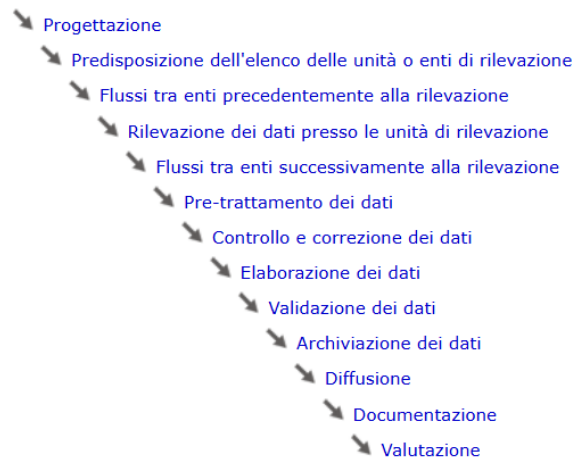 Progettazione
Predisposizione dell'elenco delle unità o enti di rilevazione
Flussi tra enti precedentemente alla rilevazione
Rilevazione dei dati presso le unità di rilevazione
Flussi tra enti successivamente alla rilevazione
Pre-trattamento dei dati
Controllo e correzione dei dati
Elaborazione dei dati
Validazione dei dati
Archiviazione dei dati
Diffusione
Documentazione
Valutazione